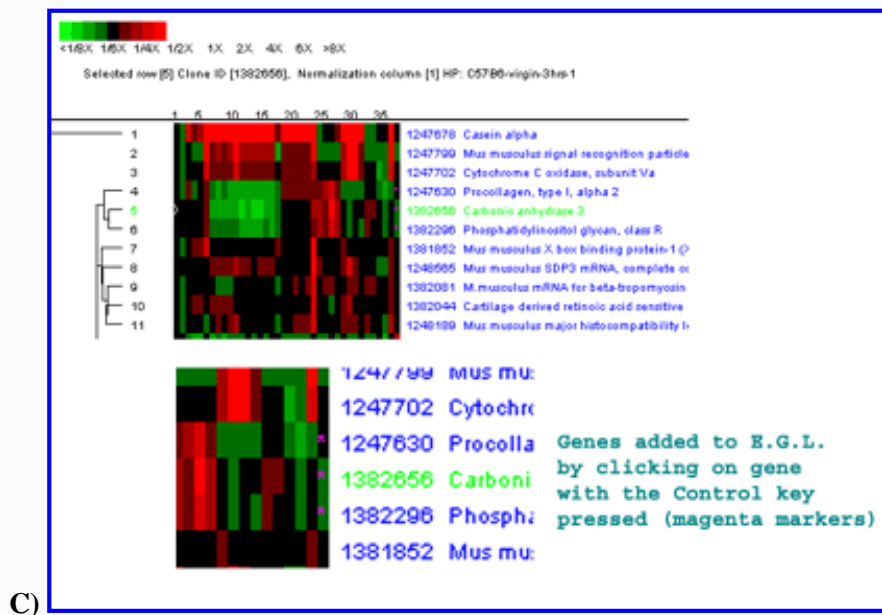 <1/8X 1/6X 1/4X 1/2X 1X 2X 4X 6X >8X
Selected row [5] Clone ID [1382656], Normalization column [1] HP: C57B6-virgin-3hrs-1
1 5 10 15 20 25 30 35
1 1247678 Casein alpha
2 1247799 Mus musculus signal recognition particle
3 1247702 Cytochrome C oxidase, subunit Va
4 1247630 Procollagen, type I, alpha 2
5 1382656 Carbonic anhydrase 3
6 1382296 Phosphatidylinositol glycan, class R
7 1381852 Mus musculus X box binding protein-1
8 1248565 Mus musculus SDP3 mRNA, complete
9 1382081 M.musculus mRNA for beta-tropomyosin
10 1382044 Cartilage derived retinoic acid sensitive
11 1248189 Mus musculus major histocompatibility
1247799 Mus mu
1247702 Cytochr
1247630 Procolla
1382656 Carboni
1382296 Phospha
1381852 Mus mu
Genes added to E.G.L.
by clicking on gene
with the Control key
pressed (magenta markers)
C)